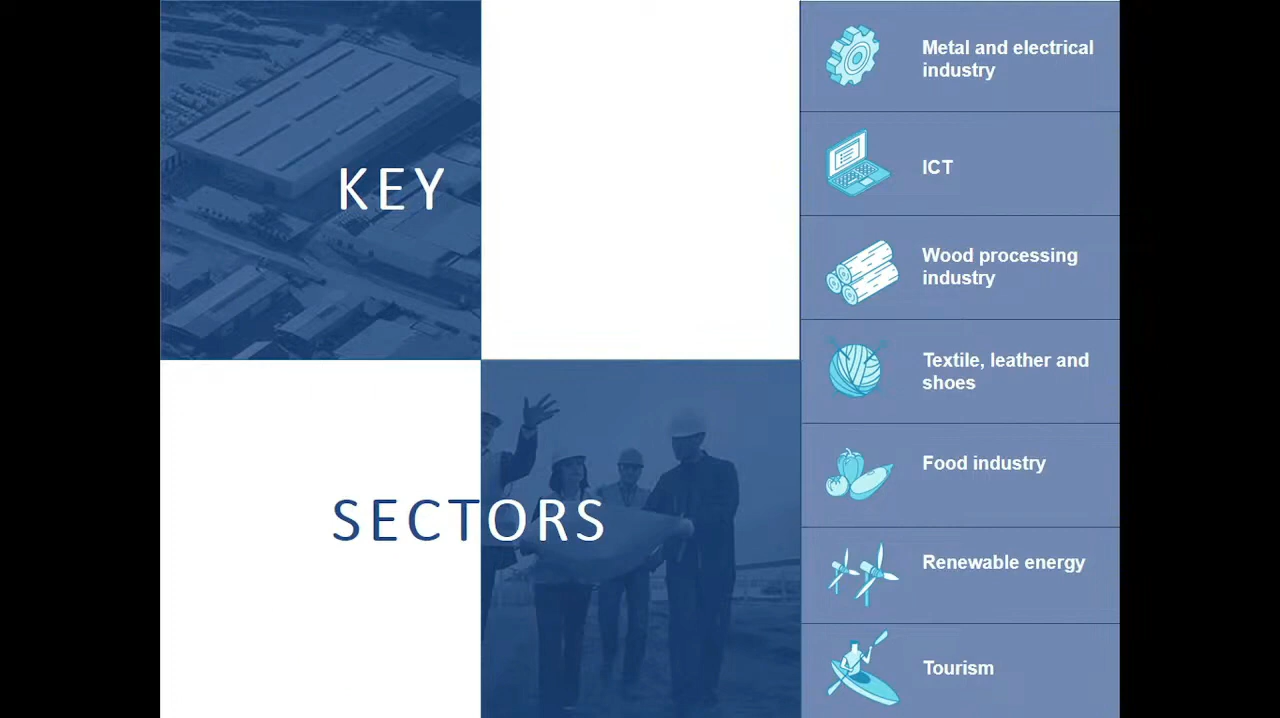 KEY
SECTORS
Metal and electrical
industry
ICT
Wood processing
industry
Textile, leather and
shoes
Food industry
Renewable energy
Tourism